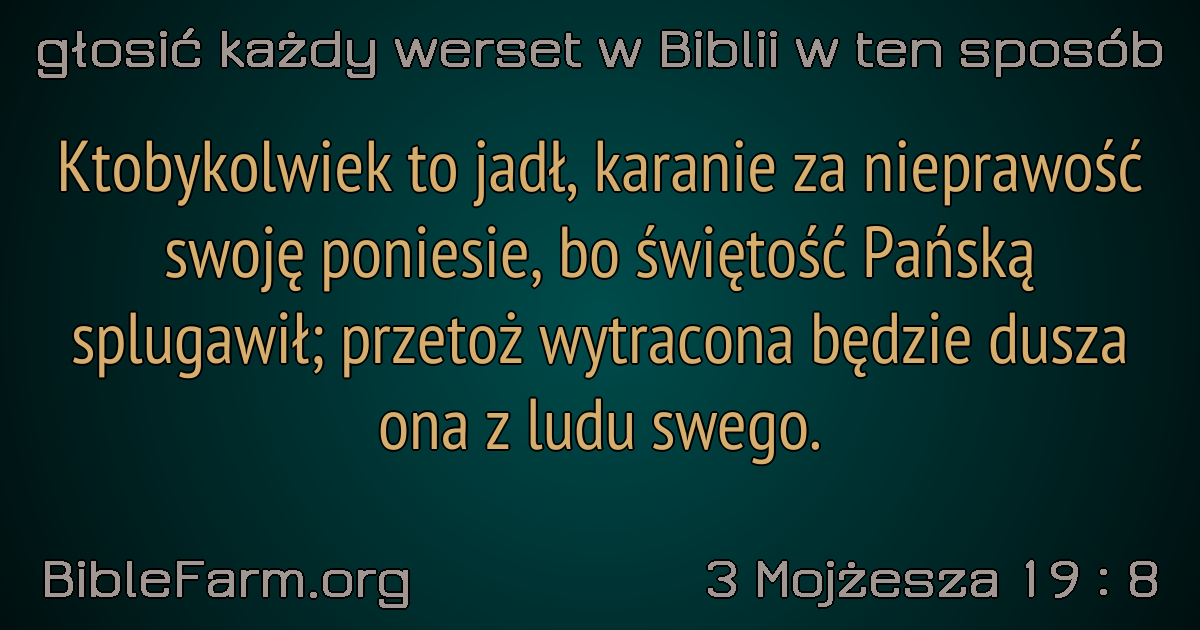 głosić każdy werset w Biblii w ten sposób
Ktobykolwiek to jadł, karanie za nieprawość
swoję poniesie, bo świętość Pańską
splugawił; przetoż wytracona będzie dusza
ona z ludu swego.
BibleFarm.org
3 Mojżesza 19 : 8